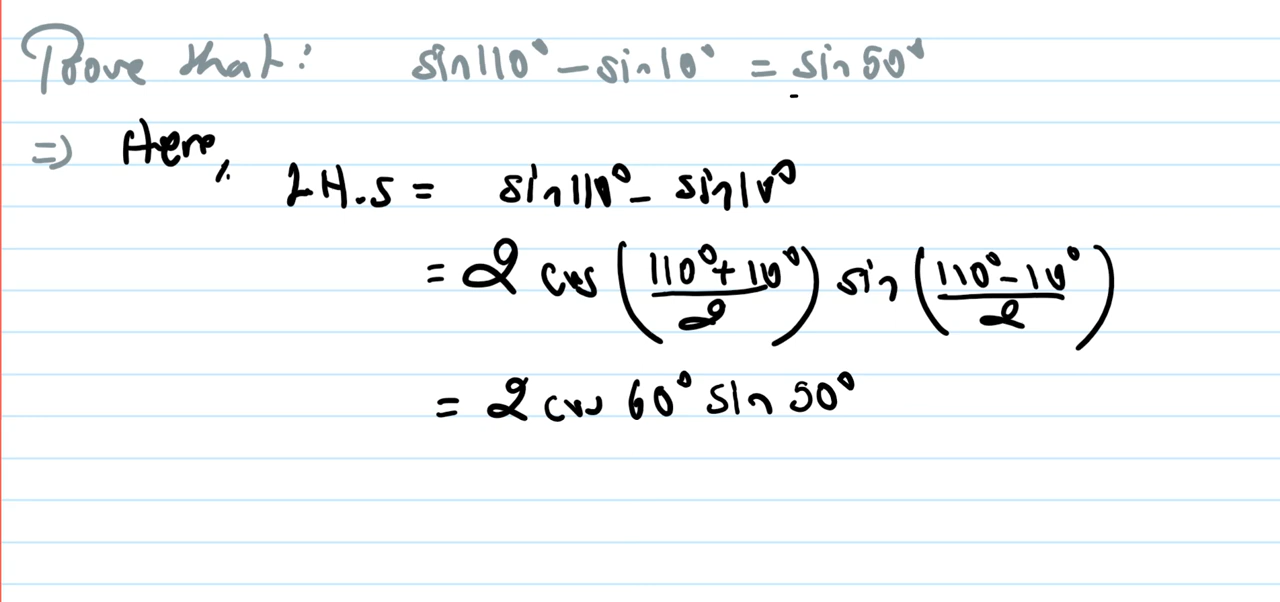 Prove that: sin110° - sin10° = sin50°
=> Here,
L.H.S = sin110° - sin10°
= 2 cos (110° + 10° / 2) sin (110° - 10° / 2)
= 2 cos 60° sin 50°